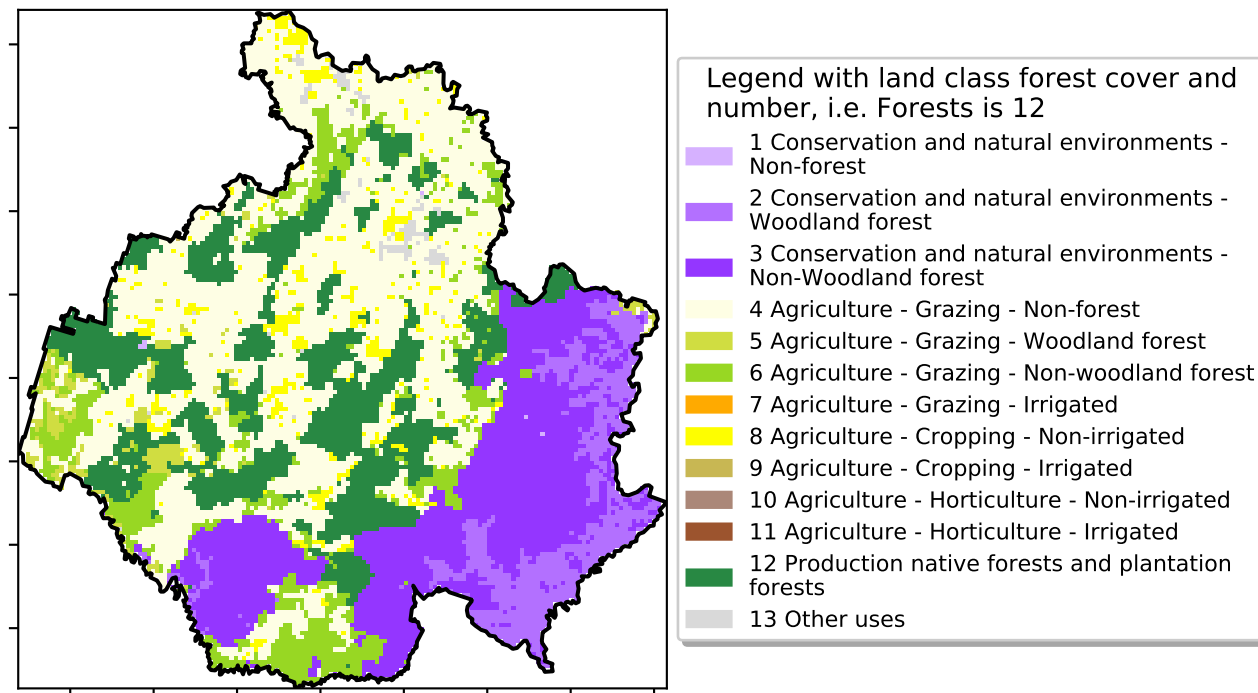 Legend with land class forest cover and
number, i.e. Forests is 12
1 Conservation and natural environments -
Non-forest
2 Conservation and natural environments -
Woodland forest
3 Conservation and natural environments -
Non-Woodland forest
4 Agriculture - Grazing - Non-forest
5 Agriculture - Grazing - Woodland forest
6 Agriculture - Grazing - Non-woodland forest
7 Agriculture - Grazing - Irrigated
8 Agriculture - Cropping - Non-irrigated
9 Agriculture - Cropping - Irrigated
10 Agriculture - Horticulture - Non-irrigated
11 Agriculture - Horticulture - Irrigated
12 Production native forests and plantation
forests
13 Other uses